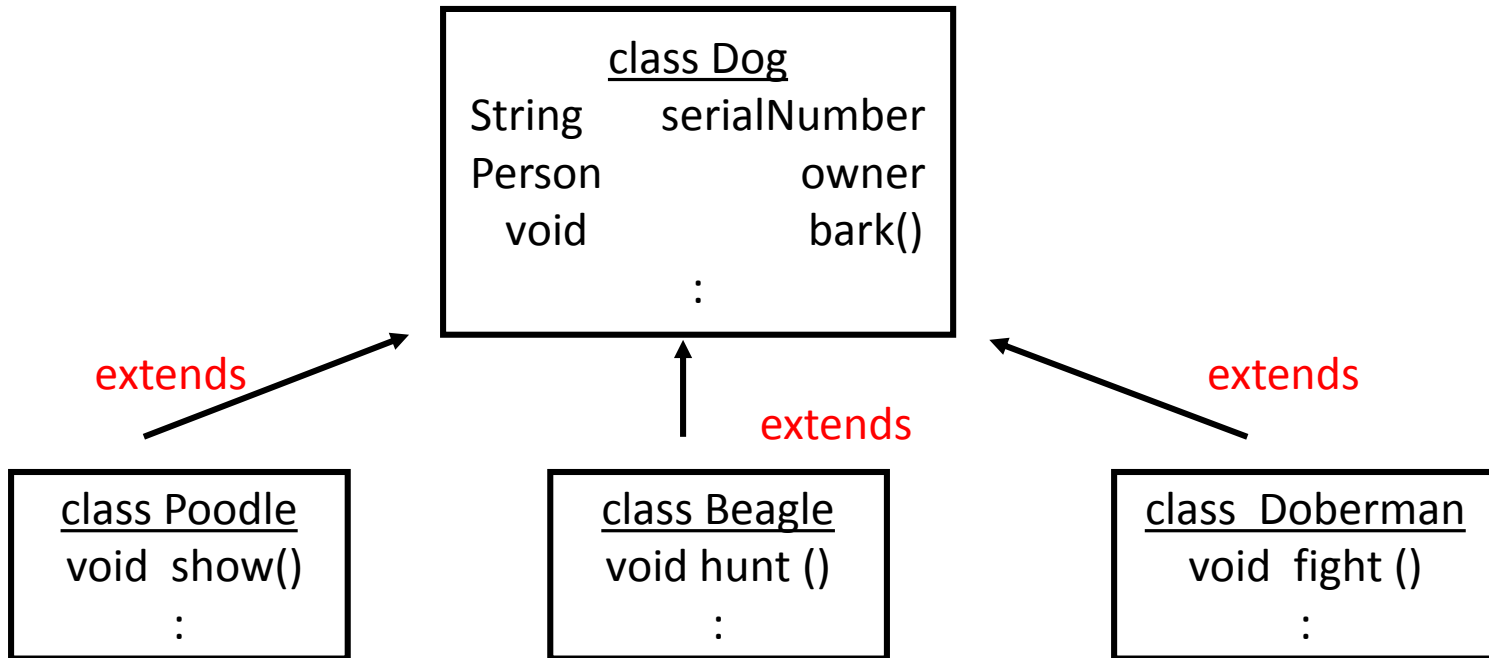 class Dog
String serialNumber
Person owner
void bark()
:
extends
extends
extends
class Poodle
void show()
:
class Beagle
void hunt ()
:
class Doberman
void fight ()
: